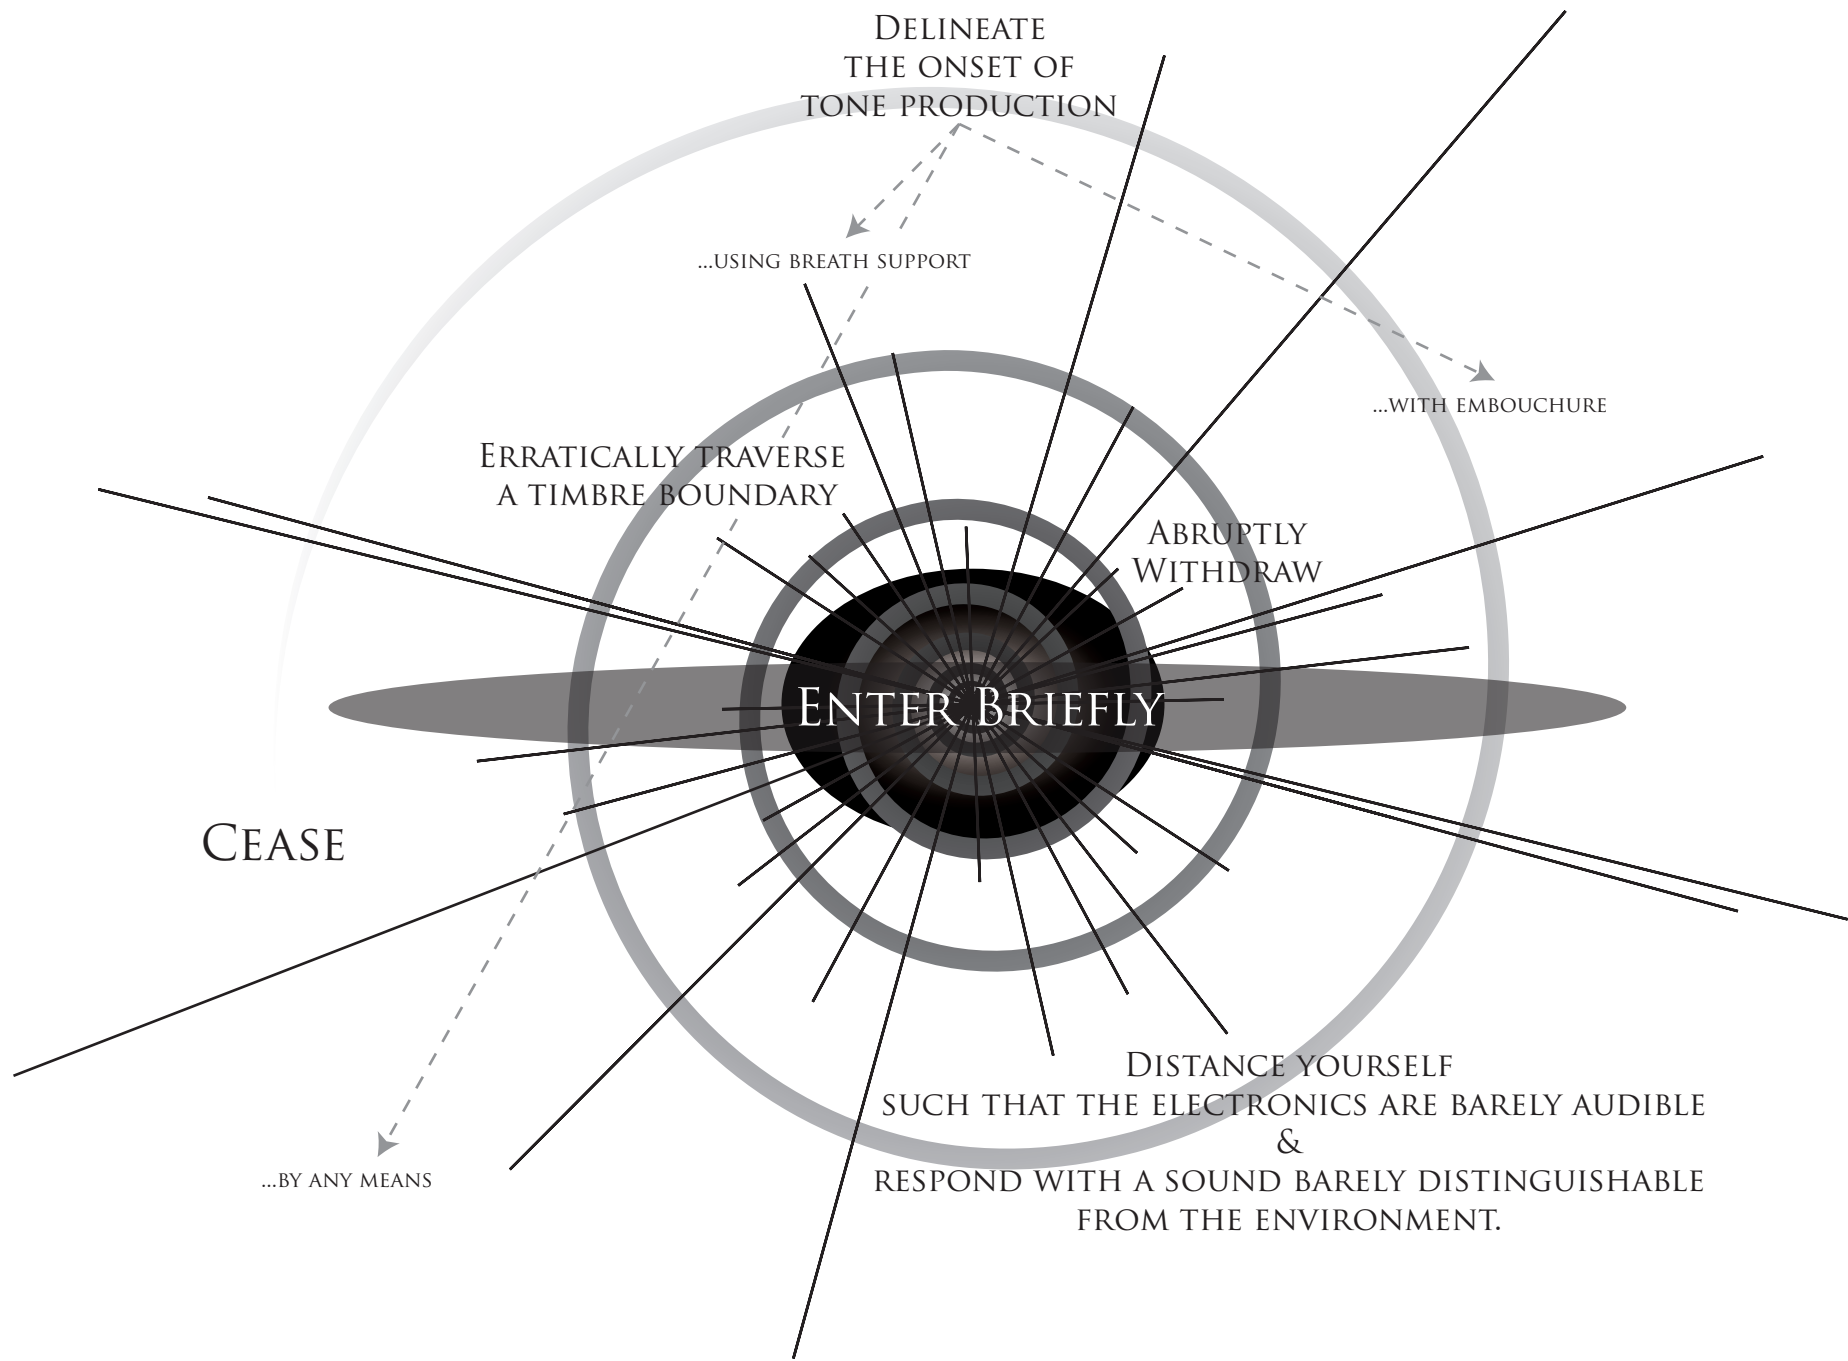 Delineate
the onset of
tone production
...using breath support
...with embouchure
Erratically traverse
a timbre boundary
Abruptly
Withdraw
Enter Briefly
Cease
Distance yourself
such that the electronics are barely audible
&
respond with a sound barely distinguishable
from the environment.
...by any means